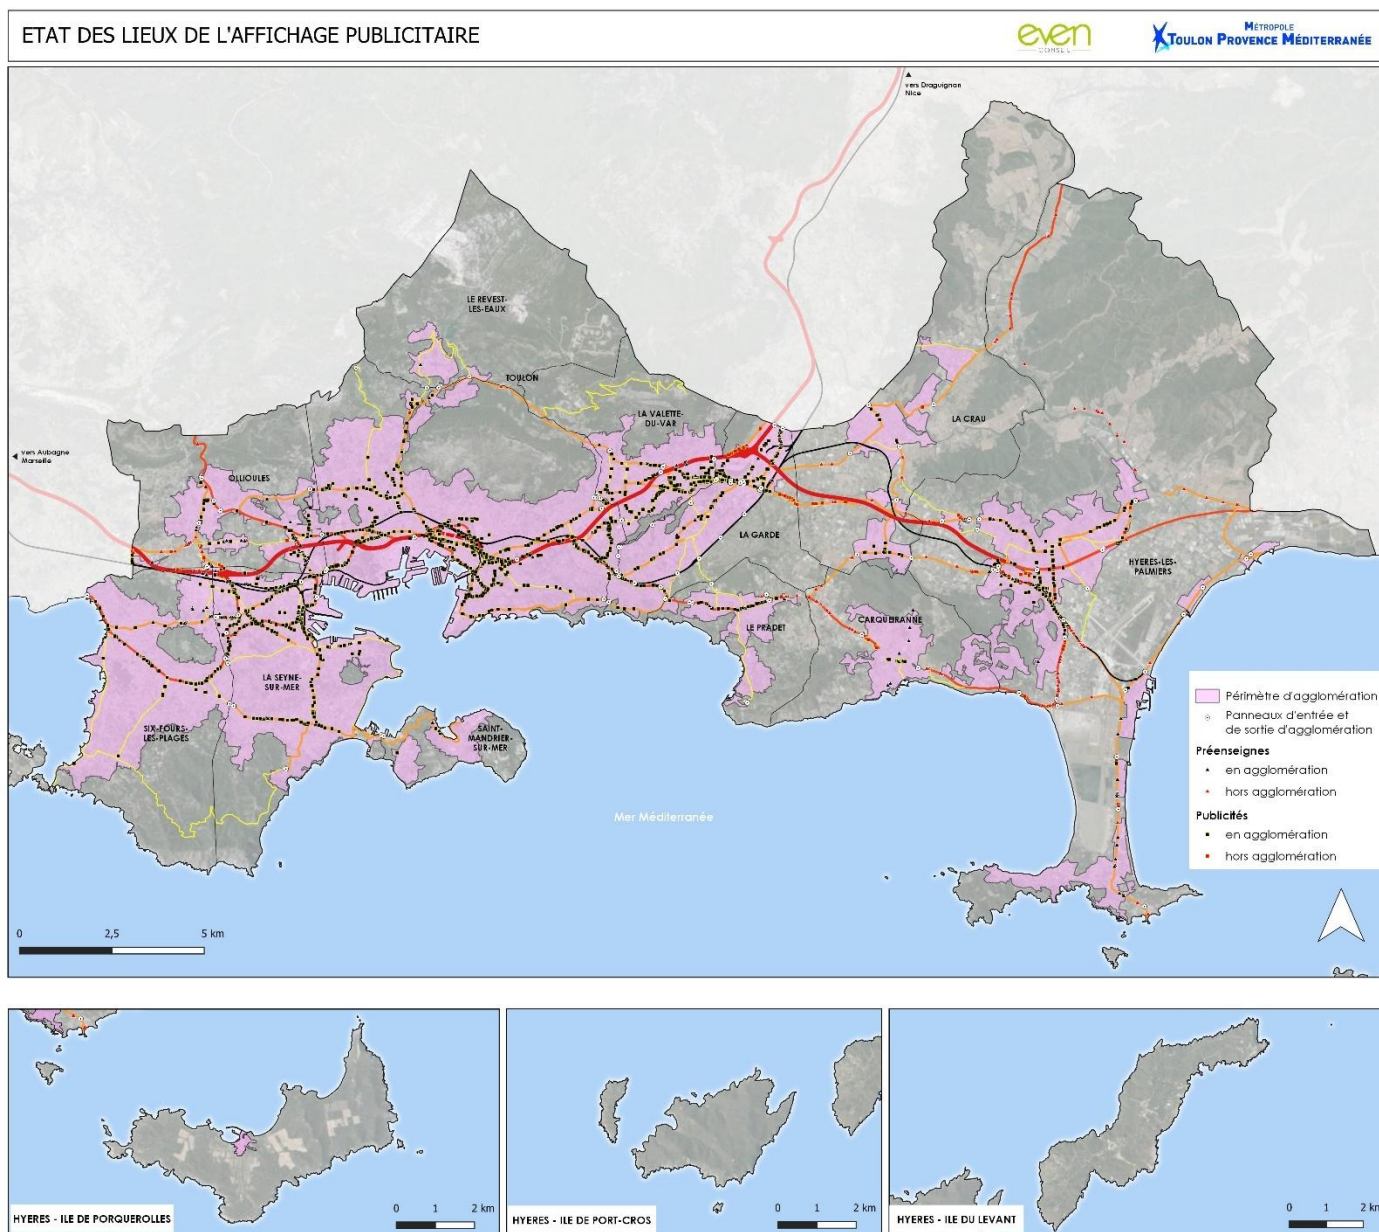 ETAT DES LIEUX DE L'AFFICHAGE PUBLICITAIRE
even
CONSEIL
MÉTROPOLE
TOULON PROVENCE MÉDITERRANÉE
vers Draguignan
Nice
LE REVEST-
LES-EAUX
TOULON
LA VALETTE-
DU-VAR
LA CRAU
vers Aubagne
Marseille
OLLIOULES
LA GARDE
HYERES-LES-
PALMIERS
LE PRADET
CARQUEIRANNE
LA SEYNE-
SUR-MER
SIX-FOURS-
LES-PLAGES
SAINT-
MANDRIER-
SUR-MER
Mer Méditerranée
Périmètre d'agglomération
Panneaux d'entrée et
de sortie d'agglomération
Préenseignes
en agglomération
hors agglomération
Publicités
en agglomération
hors agglomération
0 2,5 5 km
HYERES - ILE DE PORQUEROLLES
0 1 2 km
HYERES - ILE DE PORT-CROS
0 1 2 km
HYERES - ILE DU LEVANT
0 1 2 km